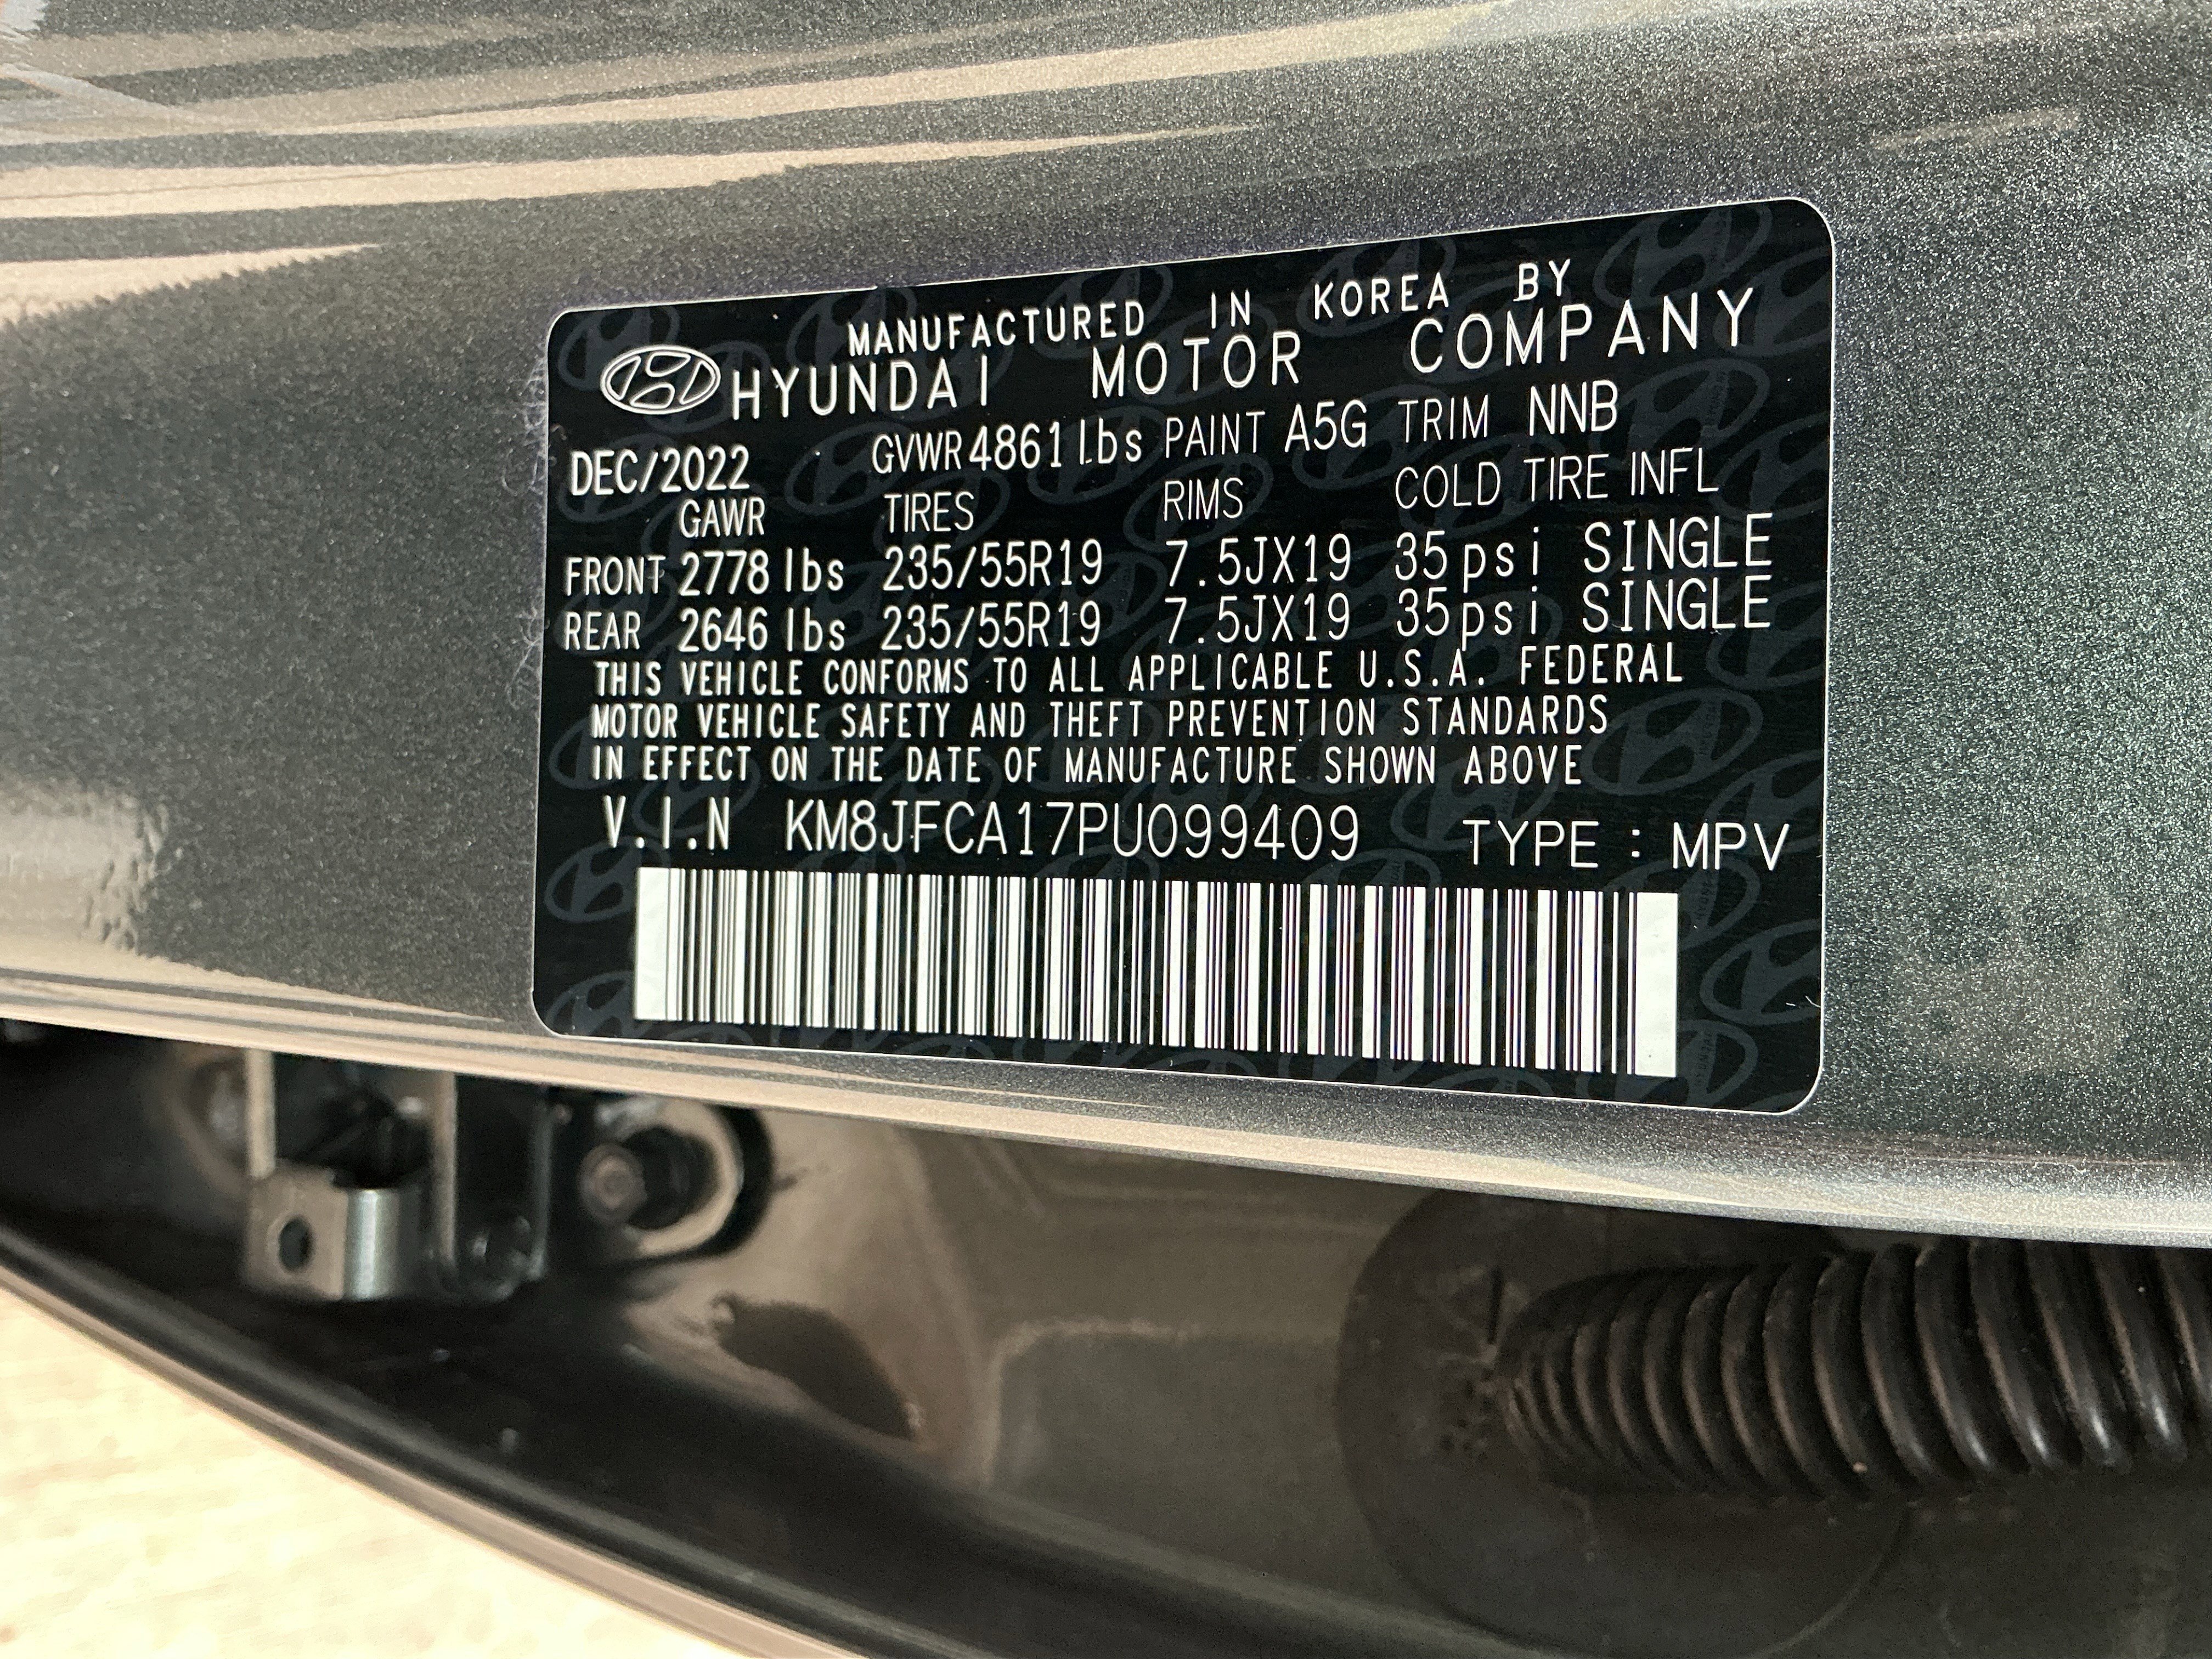 MANUFACTURED IN KOREA BY
HYUNDAI MOTOR COMPANY
DEC/2022 GVWR 4861 lbs PAINT A5G TRIM NNB
GAWR TIRES RIMS COLD TIRE INFL
FRONT 2778 lbs 235/55R19 7.5JX19 35psi SINGLE
REAR 2646 lbs 235/55R19 7.5JX19 35psi SINGLE
THIS VEHICLE CONFORMS TO ALL APPLICABLE U.S.A. FEDERAL
MOTOR VEHICLE SAFETY AND THEFT PREVENTION STANDARDS
IN EFFECT ON THE DATE OF MANUFACTURE SHOWN ABOVE
V.I.N KM8JFCA17PU099409 TYPE : MPV